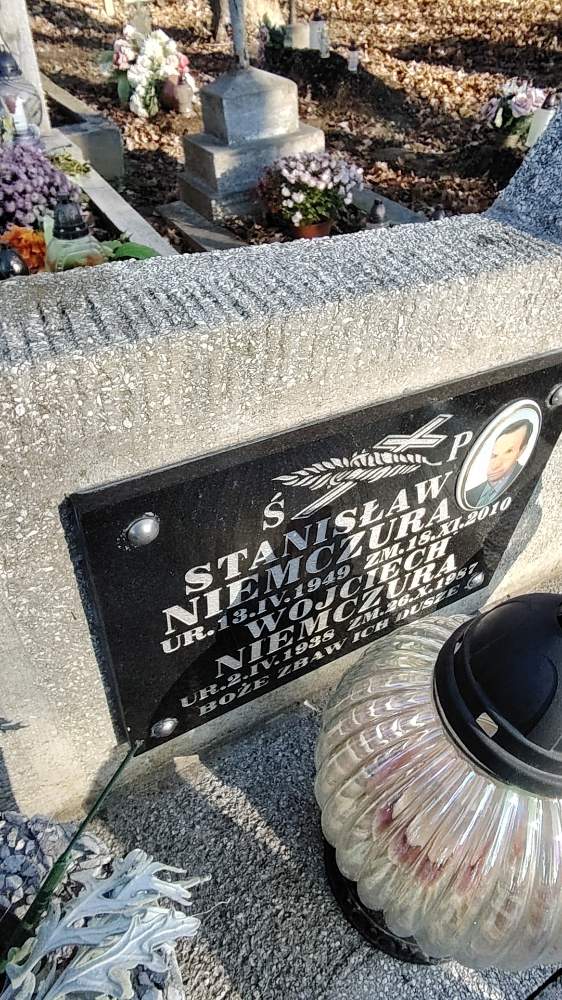 Ś P
STANISŁAW
NIEMCZURA
UR.13.IV.1949 ZM.18.XI.2010
WOJCIECH
NIEMCZURA
UR.2.IV.1938 ZM.26.X.1987
BOŻE ZBAW ICH DUSZE